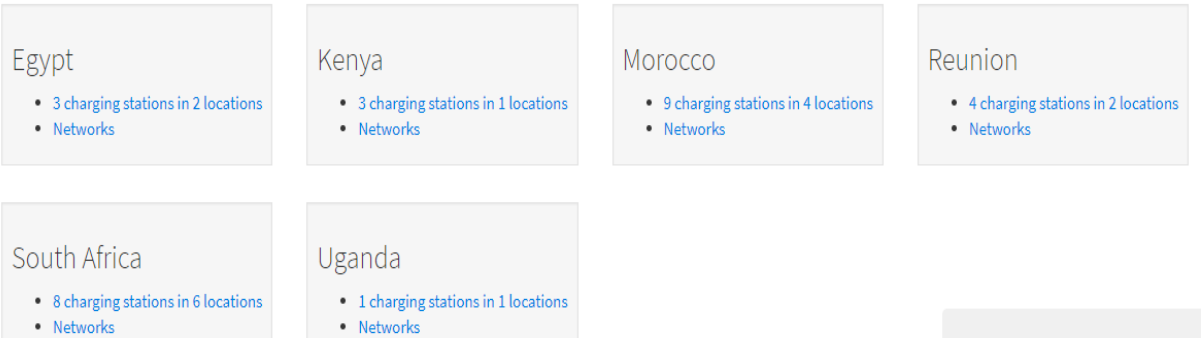 Egypt
3 charging stations in 2 locations
Networks
Kenya
3 charging stations in 1 locations
Networks
Morocco
9 charging stations in 4 locations
Networks
Reunion
4 charging stations in 2 locations
Networks
South Africa
8 charging stations in 6 locations
Networks
Uganda
1 charging stations in 1 locations
Networks